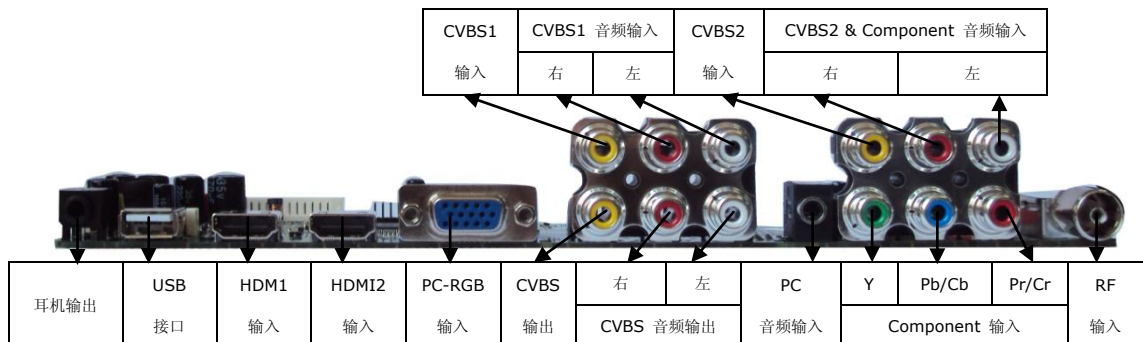 CVBS1
输入
CVBS1 音频输入
右
左
CVBS2
输入
CVBS2 & Component 音频输入
右
左
耳机输出
USB
接口
HDM1
输入
HDMI2
输入
PC-RGB
输入
CVBS
输出
右
左
CVBS 音频输出
PC
音频输入
Y
Pb/Cb
Pr/Cr
Component 输入
RF
输入